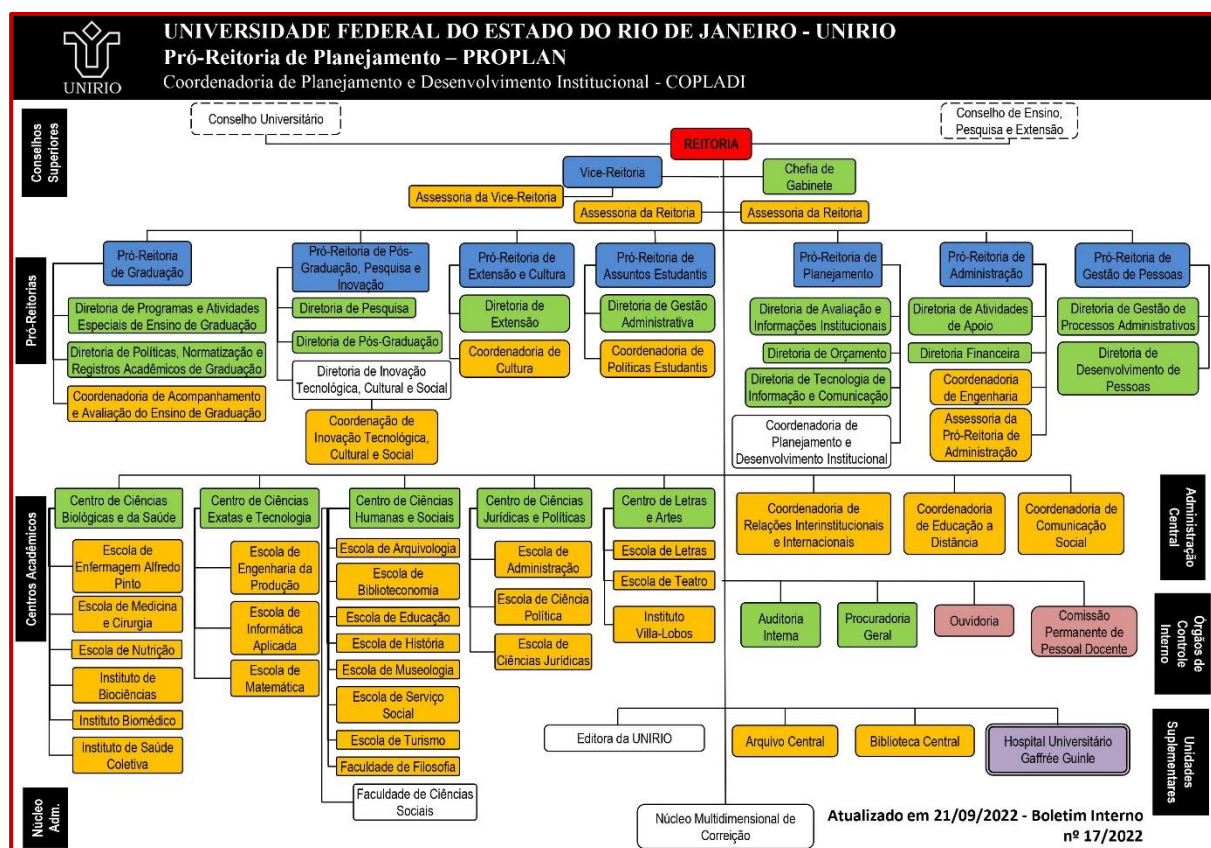 UNIRIO
UNIVERSIDADE FEDERAL DO ESTADO DO RIO DE JANEIRO - UNIRIO
Pró-Reitoria de Planejamento – PROPLAN
Coordenadoria de Planejamento e Desenvolvimento Institucional - COPLADI
Conselhos
Superiores
Conselho Universitário
Conselho de Ensino,
Pesquisa e Extensão
REITORIA
Vice-Reitoria
Chefia de
Gabinete
Assessoria da Vice-Reitoria
Assessoria da Reitoria
Assessoria da Reitoria
Pró-Reitorias
Pró-Reitoria
de Graduação
Diretoria de Programas e Atividades
Especiais de Ensino de Graduação
Diretoria de Políticas, Normatização e
Registros Acadêmicos de Graduação
Coordenadoria de Acompanhamento
e Avaliação do Ensino de Graduação
Pró-Reitoria de Pós-
Graduação, Pesquisa e
Inovação
Diretoria de Pesquisa
Diretoria de Pós-Graduação
Diretoria de Inovação
Tecnológica, Cultural e Social
Coordenação de
Inovação Tecnológica,
Cultural e Social
Pró-Reitoria de
Extensão e Cultura
Diretoria de
Extensão
Coordenadoria de
Cultura
Pró-Reitoria de
Assuntos Estudantis
Diretoria de Gestão
Administrativa
Coordenadoria de
Políticas Estudantis
Pró-Reitoria de
Planejamento
Diretoria de Avaliação e
Informações Institucionais
Diretoria de Orçamento
Diretoria de Tecnologia de
Informação e Comunicação
Coordenadoria de
Planejamento e
Desenvolvimento Institucional
Pró-Reitoria de
Administração
Diretoria de Atividades
de Apoio
Diretoria Financeira
Coordenadoria
de Engenharia
Assessoria da
Pró-Reitoria de
Administração
Pró-Reitoria de
Gestão de Pessoas
Diretoria de Gestão de
Processos Administrativos
Diretoria de
Desenvolvimento de
Pessoas
Centros Acadêmicos
Centro de Ciências
Biológicas e da Saúde
Escola de
Enfermagem Alfredo
Pinto
Escola de Medicina
e Cirurgia
Escola de Nutrição
Instituto de
Biociências
Instituto Biomédico
Instituto de Saúde
Coletiva
Centro de Ciências
Exatas e Tecnologia
Escola de
Engenharia da
Produção
Escola de
Informática
Aplicada
Escola de
Matemática
Centro de Ciências
Humanas e Sociais
Escola de Arquivologia
Escola de
Biblioteconomia
Escola de Educação
Escola de História
Escola de Museologia
Escola de Serviço
Social
Escola de Turismo
Faculdade de Filosofia
Faculdade de Ciências
Sociais
Centro de Ciências
Jurídicas e Políticas
Escola de
Administração
Escola de Ciência
Política
Escola de
Ciências Jurídicas
Centro de Letras
e Artes
Escola de Letras
Escola de Teatro
Instituto
Villa-Lobos
Coordenadoria de
Relações Interinstitucionais
e Internacionais
Coordenadoria
de Educação a
Distância
Coordenadoria de
Comunicação
Social
Administração
Central
Auditoria
Interna
Procuradoria
Geral
Ouvidoria
Comissão
Permanente de
Pessoal Docente
Órgãos de
Controle
Interno
Editora da UNIRIO
Arquivo Central
Biblioteca Central
Hospital Universitário
Gaffrée Guinle
Unidades
Suplementares
Núcleo
Adm.
Núcleo Multidimensional de
Correição
Atualizado em 21/09/2022 - Boletim Interno
nº 17/2022